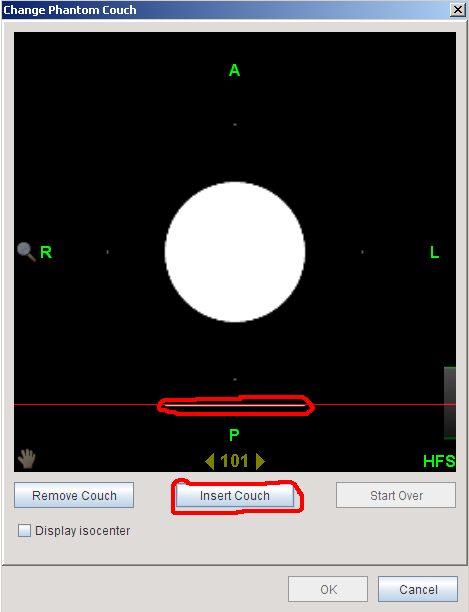 Change Phantom Couch
A
R
L
P
101
HFS
Remove Couch
Insert Couch
Start Over
Display isocenter
OK
Cancel